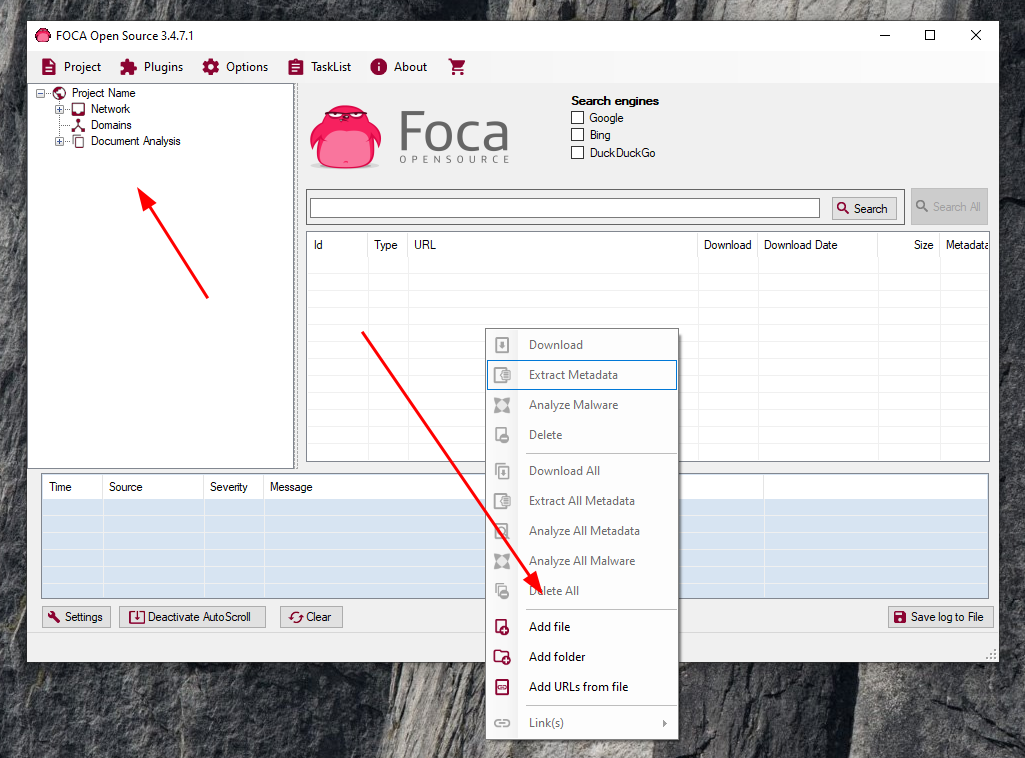 FOCA Open Source 3.4.7.1
Project Plugins Options TaskList About
Project Name
Network
Domains
Document Analysis
Foca
OPENSOURCE
Search engines
Google
Bing
DuckDuckGo
Search Search All
Id Type URL Download Download Date Size Metadata
Download
Extract Metadata
Analyze Malware
Delete
Download All
Extract All Metadata
Analyze All Metadata
Analyze All Malware
Delete All
Add file
Add folder
Add URLs from file
Link(s)
Time Source Severity Message
Settings Deactivate AutoScroll Clear Save log to File